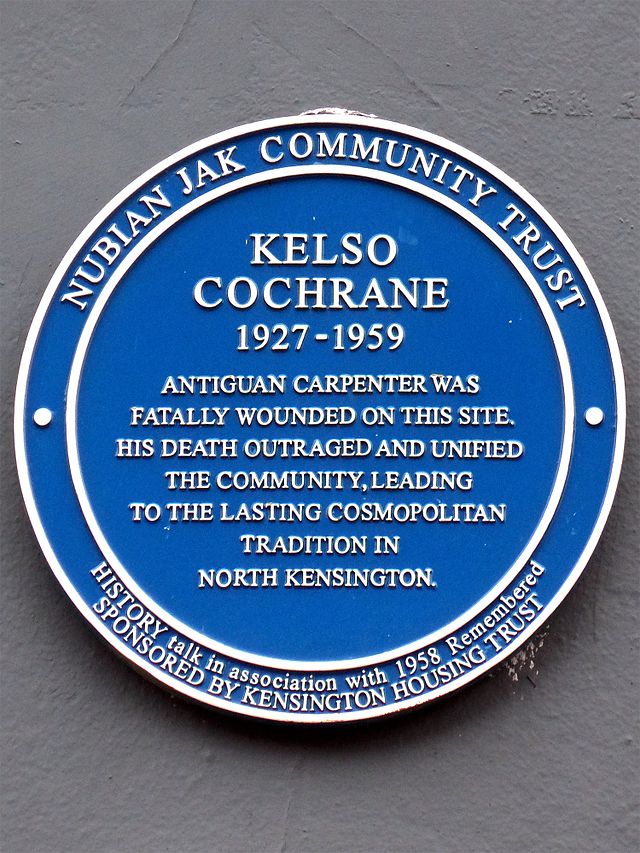 NUBIAN JAK COMMUNITY TRUST
KELSO
COCHRANE
1927-1959
ANTIGUAN CARPENTER WAS
FATALLY WOUNDED ON THIS SITE.
HIS DEATH OUTRAGED AND UNIFIED
THE COMMUNITY, LEADING
TO THE LASTING COSMOPOLITAN
TRADITION IN
NORTH KENSINGTON.
HISTORY talk in association with 1958 Remembered
SPONSORED BY KENSINGTON HOUSING TRUST